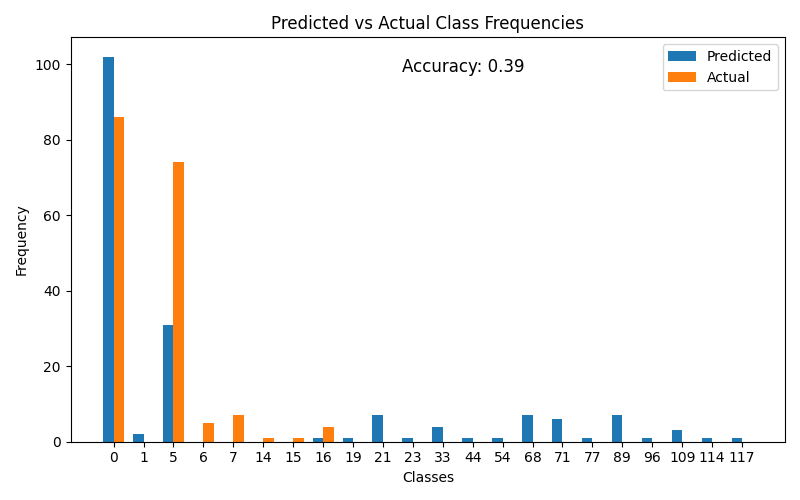 Predicted vs Actual Class Frequencies
Accuracy: 0.39
Predicted
Actual
Frequency
100
80
60
40
20
0
0 1 5 6 7 14 15 16 19 21 23 33 44 54 68 71 77 89 96 109 114 117
Classes